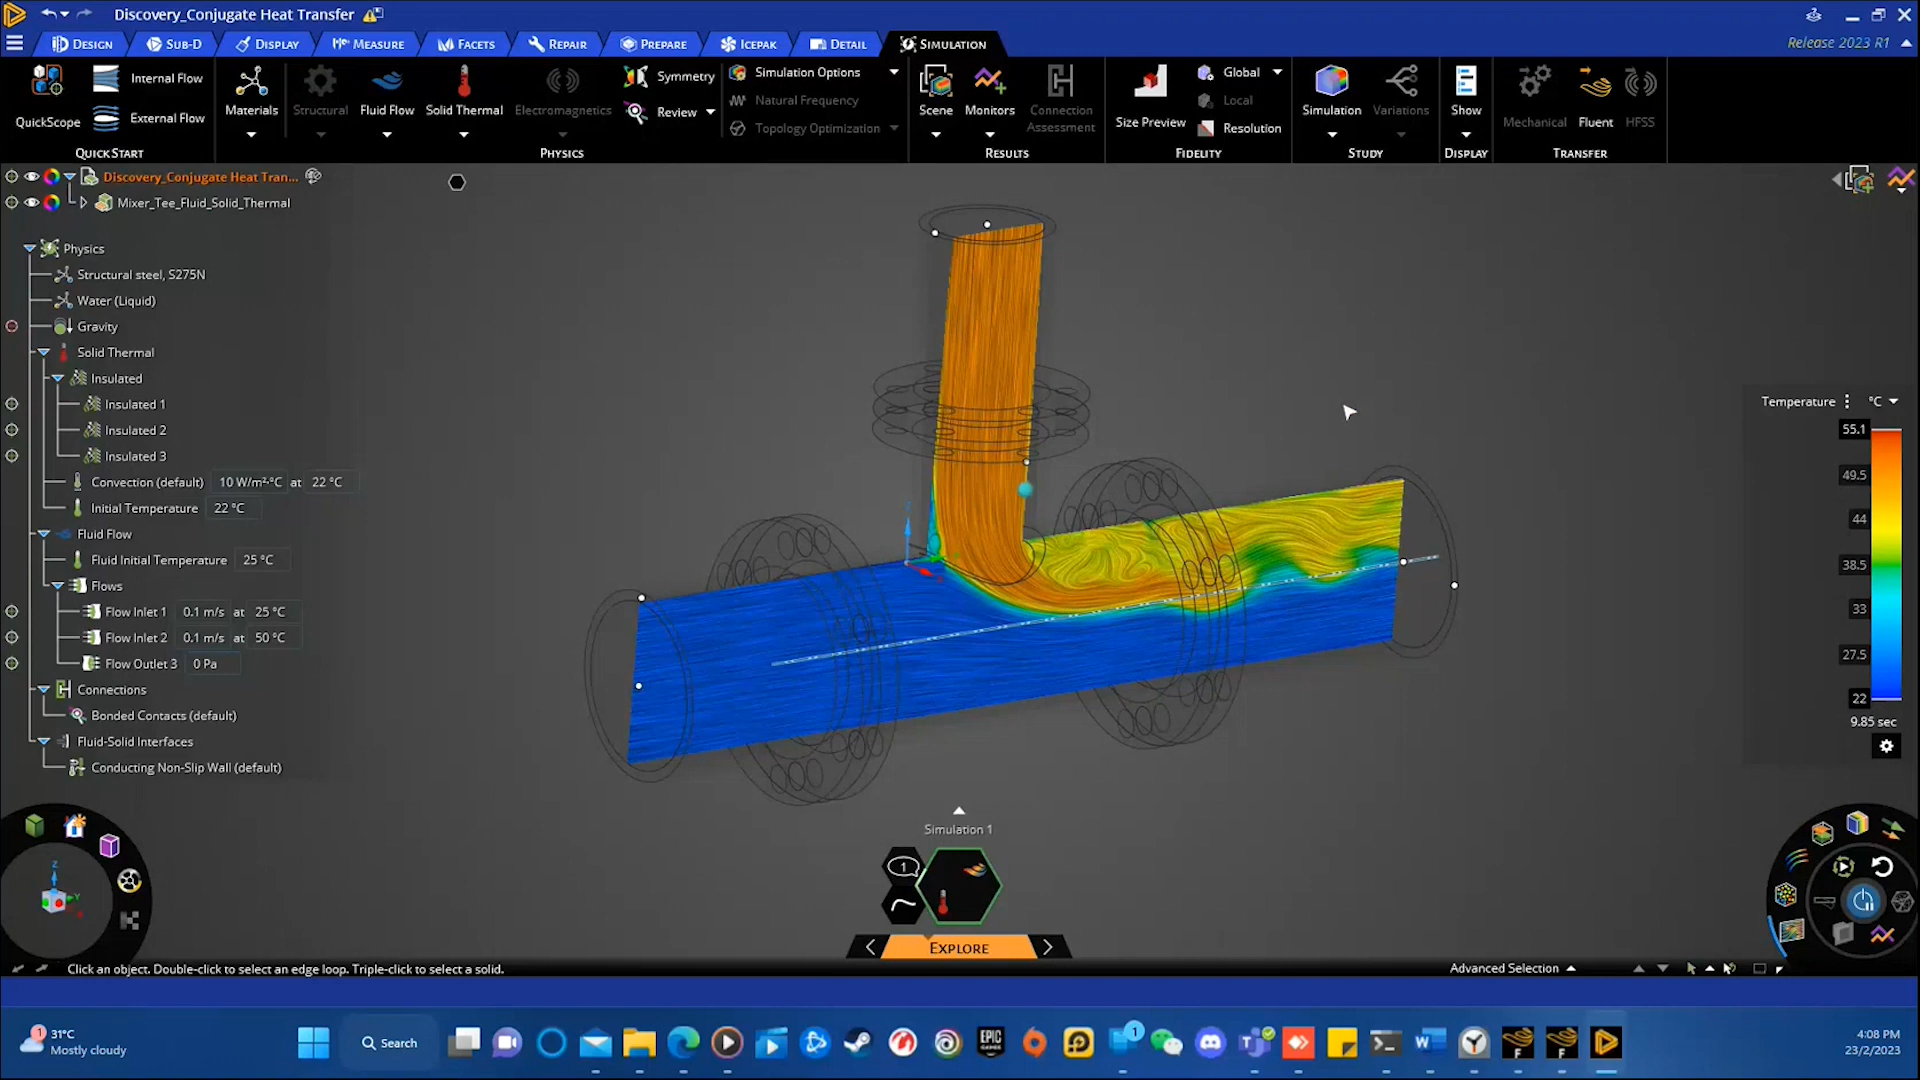 Discovery_Conjugate Heat Transfer
DESIGN
SUB-D
DISPLAY
MEASURE
FACETS
REPAIR
PREPARE
ICEPAK
DETAIL
SIMULATION
Release 2023 R1
QuickScope
Internal Flow
External Flow
QUICKSTART
Materials
Structural
Fluid Flow
Solid Thermal
Electromagnetics
Symmetry
Review
PHYSICS
Simulation Options
Natural Frequency
Topology Optimization
Scene
Monitors
Connection
Assessment
RESULTS
Size Preview
Global
Local
Resolution
FIDELITY
Simulation
Variations
STUDY
Show
DISPLAY
Mechanical
Fluent
HFSS
TRANSFER
Discovery_Conjugate Heat Tran...
Mixer_Tee_Fluid_Solid_Thermal
Physics
Structural steel, S275N
Water (Liquid)
Gravity
Solid Thermal
Insulated
Insulated 1
Insulated 2
Insulated 3
Convection (default) 10 W/m²·°C at 22 °C
Initial Temperature 22 °C
Fluid Flow
Fluid Initial Temperature 25 °C
Flows
Flow Inlet 1 0.1 m/s at 25 °C
Flow Inlet 2 0.1 m/s at 50 °C
Flow Outlet 3 0 Pa
Connections
Bonded Contacts (default)
Fluid-Solid Interfaces
Conducting Non-Slip Wall (default)
Temperature °C
55.1
49.5
44
38.5
33
27.5
22
9.85 sec
Z
Simulation 1
1
EXPLORE
Z
Y
Click an object. Double-click to select an edge loop. Triple-click to select a solid.
Advanced Selection
1
31°C
Mostly cloudy
Search
EPIC
GAMES
1
W
F
F
4:08 PM
23/2/2023